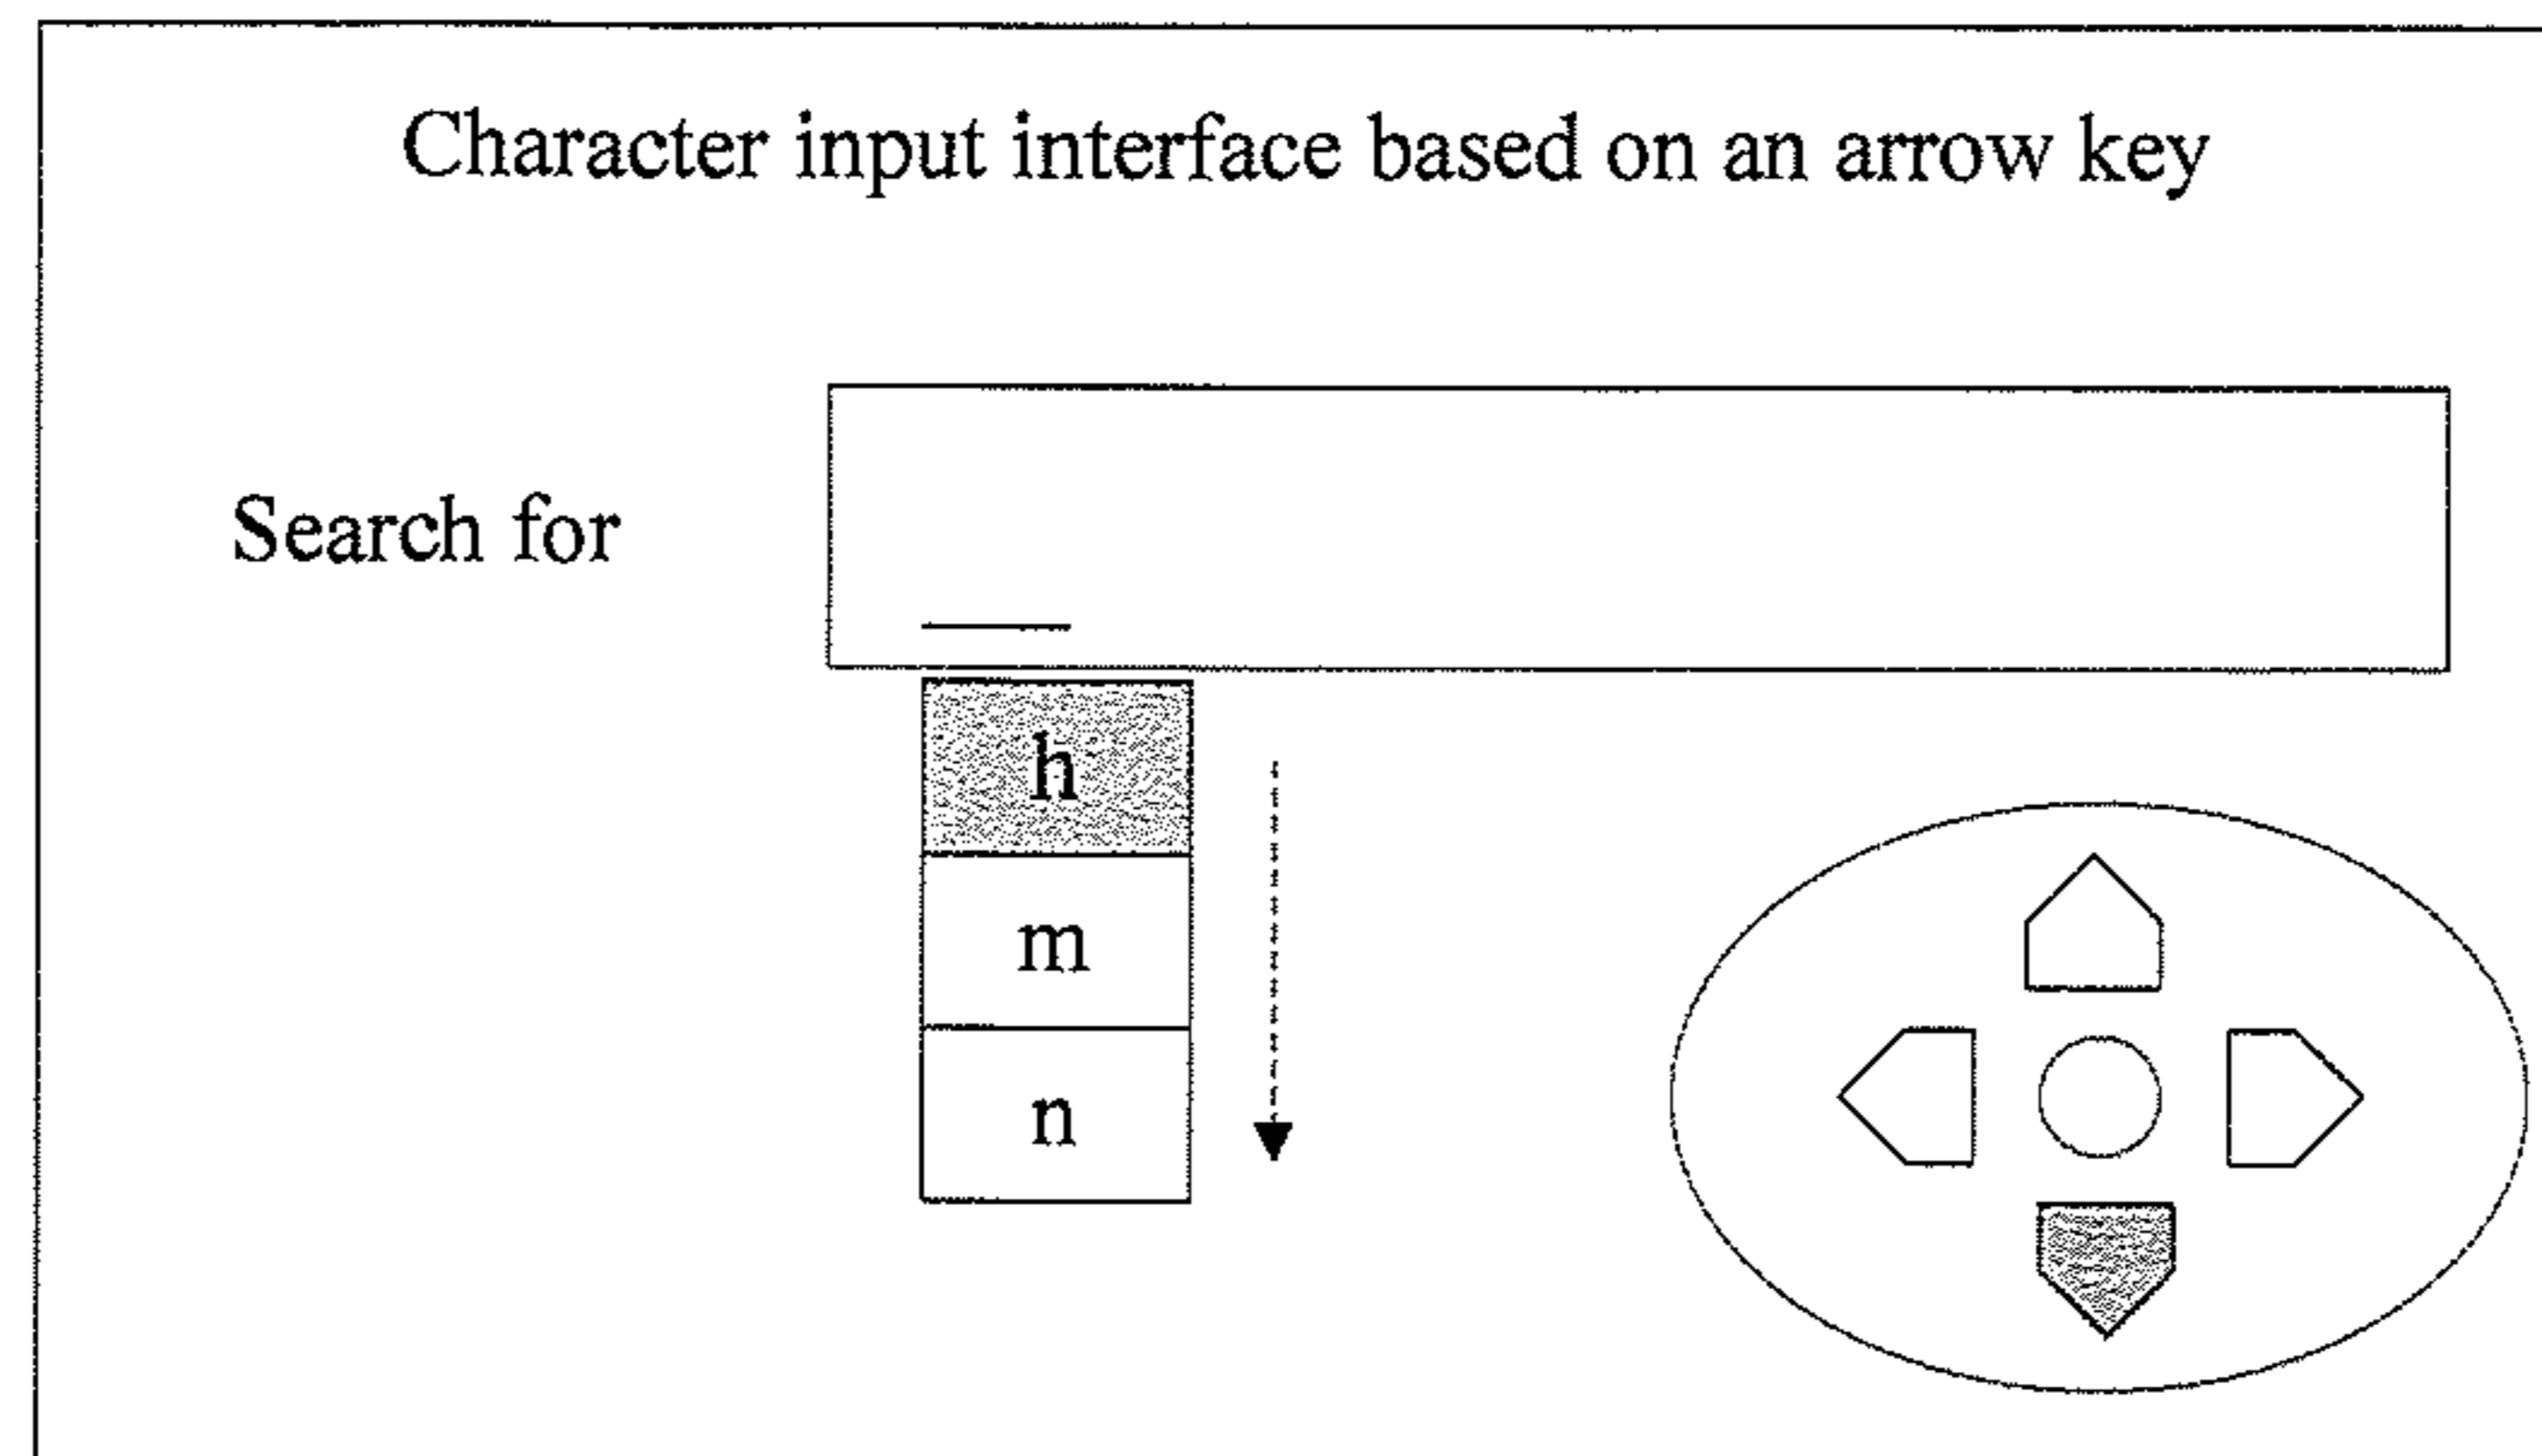 Character input interface based on an arrow key
Search for
h
m
n